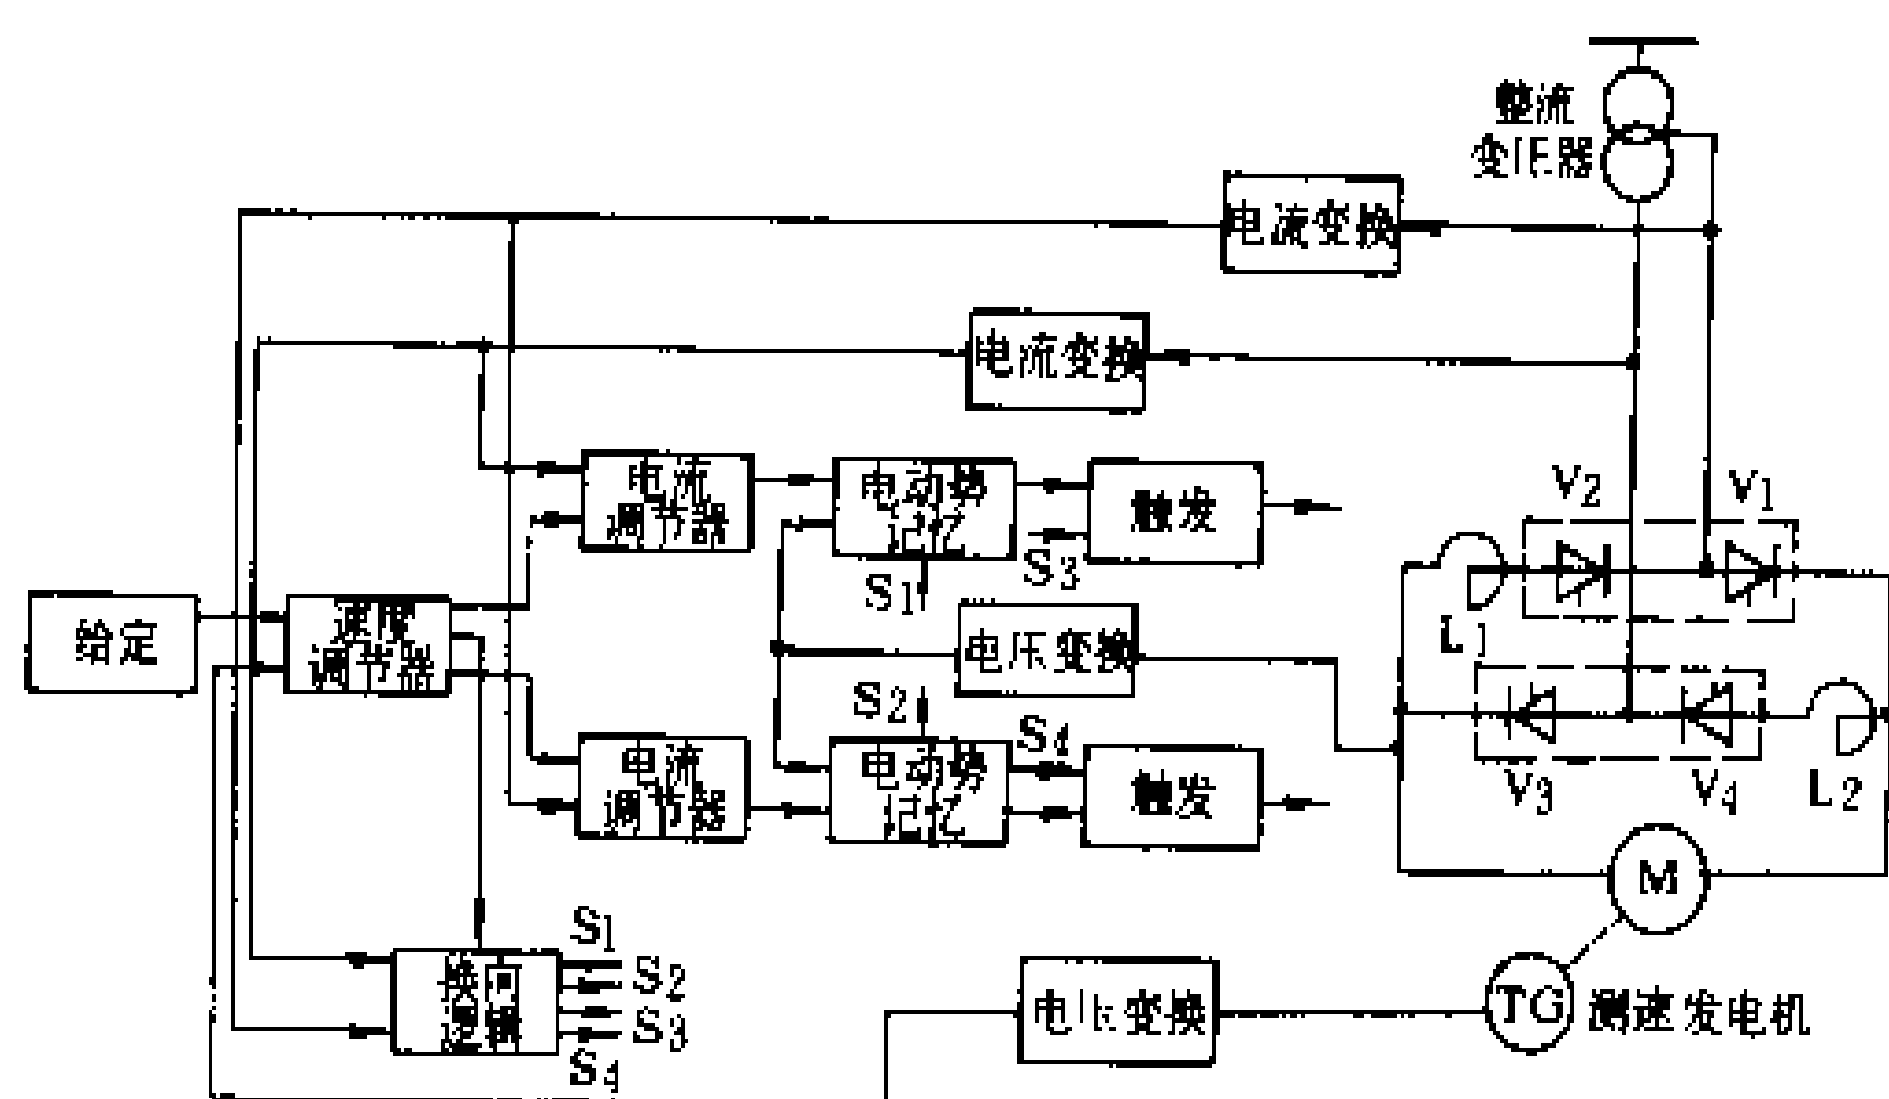 整流
变压器
电流变换
电流变换
V2
V1
电流
调节器
电动势
记忆
触发
S3
S1
L1
给定
速度
调节器
电压变换
S2
S4
电流
调节器
电动势
记忆
触发
V3
V4
L2
M
S1
换向
逻辑
S2
S3
S4
电压变换
TG
测速发电机